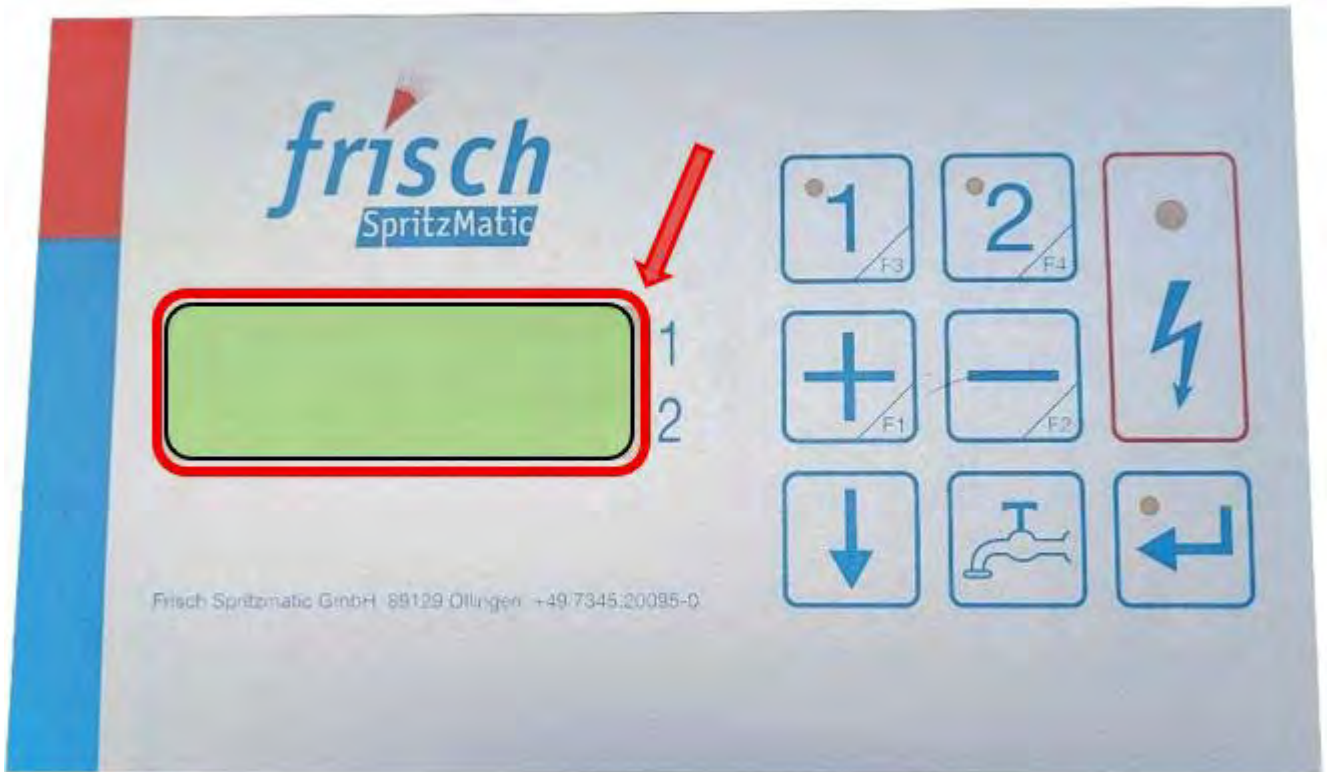 frisch
SpritzMatic
1
2
1 F3
2 F4
F1
F2
Frisch Spritzmatic GmbH 89129 Öllingen +49 7345 20095-0